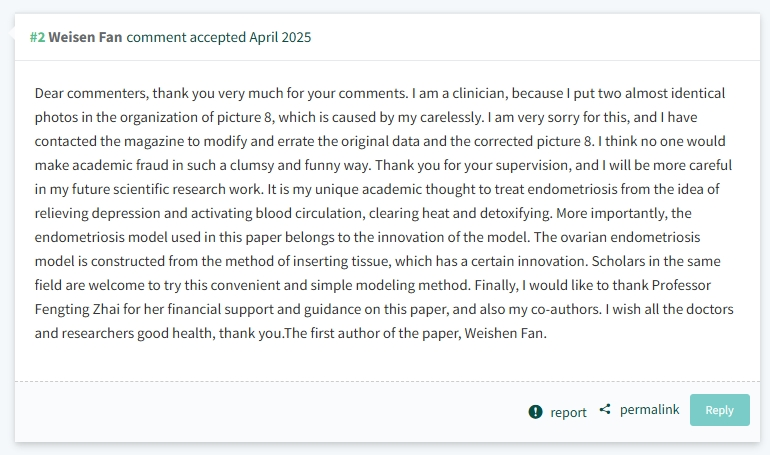 #2 Weisen Fan comment accepted April 2025
Dear commenters, thank you very much for your comments. I am a clinician, because I put two almost identical
photos in the organization of picture 8, which is caused by my carelessly. I am very sorry for this, and I have
contacted the magazine to modify and errate the original data and the corrected picture 8. I think no one would
make academic fraud in such a clumsy and funny way. Thank you for your supervision, and I will be more careful
in my future scientific research work. It is my unique academic thought to treat endometriosis from the idea of
relieving depression and activating blood circulation, clearing heat and detoxifying. More importantly, the
endometriosis model used in this paper belongs to the innovation of the model. The ovarian endometriosis
model is constructed from the method of inserting tissue, which has a certain innovation. Scholars in the same
field are welcome to try this convenient and simple modeling method. Finally, I would like to thank Professor
Fengting Zhai for her financial support and guidance on this paper, and also my co-authors. I wish all the doctors
and researchers good health, thank you.The first author of the paper, Weishen Fan.
report permalink Reply